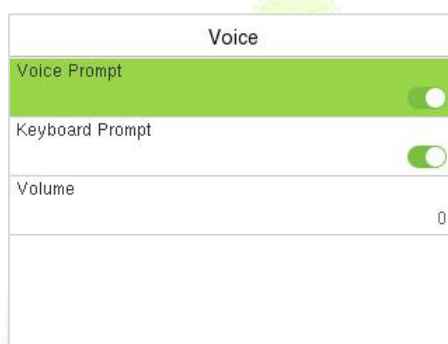 Voice
Voice Prompt
Keyboard Prompt
Volume
0